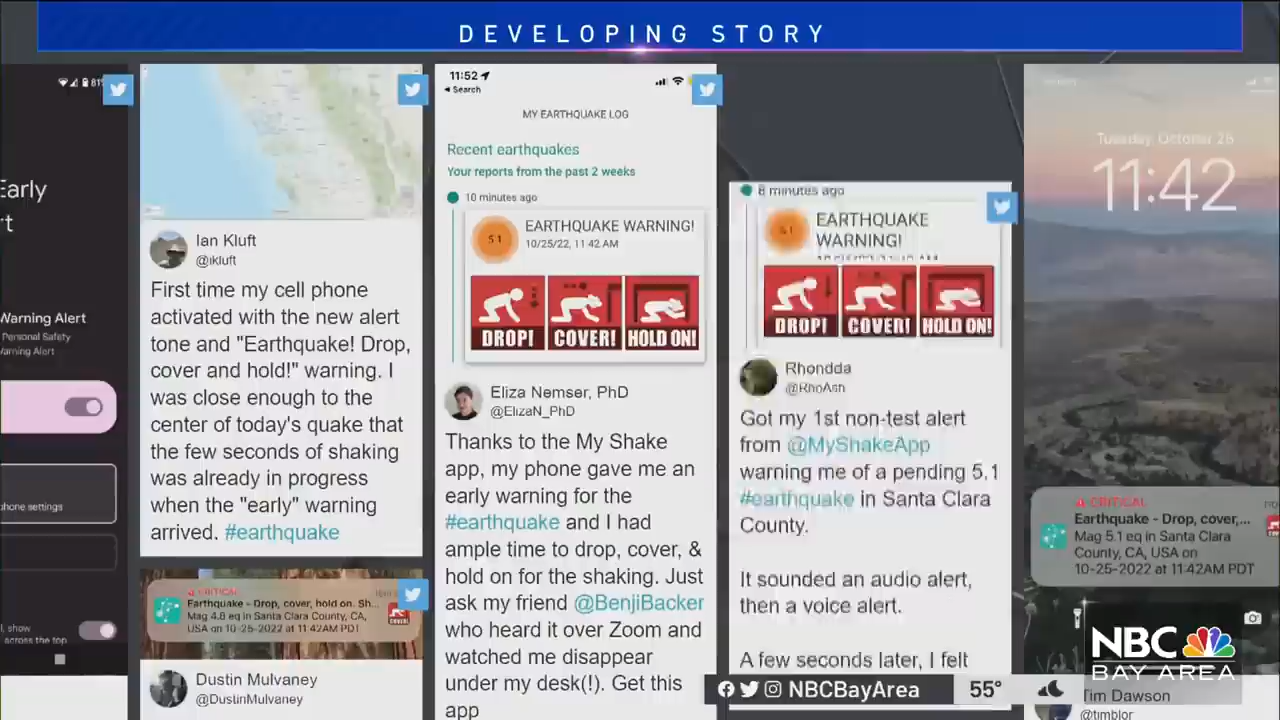 DEVELOPING STORY
81
Early
Warning Alert
Personal Safety
Warning Alert
phone settings
, show
across the top
Ian Kluft
@ikluft
First time my cell phone
activated with the new alert
tone and "Earthquake! Drop,
cover and hold!" warning. I
was close enough to the
center of today's quake that
the few seconds of shaking
was already in progress
when the "early" warning
arrived. #earthquake
CRITICAL
Earthquake - Drop, cover, hold on. Sh...
Mag 4.8 eq in Santa Clara County, CA,
USA on 10-25-2022 at 11:42AM PDT
Dustin Mulvaney
@DustinMulvaney
11:52
Search
MY EARTHQUAKE LOG
Recent earthquakes
Your reports from the past 2 weeks
10 minutes ago
5.1
EARTHQUAKE WARNING!
10/25/22, 11:42 AM
DROP! COVER! HOLD ON!
Eliza Nemser, PhD
@ElizaN_PhD
Thanks to the My Shake
app, my phone gave me an
early warning for the
#earthquake and I had
ample time to drop, cover, &
hold on for the shaking. Just
ask my friend @BenjiBacker
who heard it over Zoom and
watched me disappear
under my desk(!). Get this
app
8 minutes ago
5.1
EARTHQUAKE
WARNING!
DROP! COVER! HOLD ON!
Rhondda
@RhoAsh
Got my 1st non-test alert
from @MyShakeApp
warning me of a pending 5.1
#earthquake in Santa Clara
County.
It sounded an audio alert,
then a voice alert.
A few seconds later, I felt
Tuesday, October 25
11:42
CRITICAL
Earthquake - Drop, cover,...
Mag 5.1 eq in Santa Clara
County, CA, USA on
10-25-2022 at 11:42AM PDT
Tim Dawson
@timblor
NBC
BAY AREA
NBCBayArea
55°